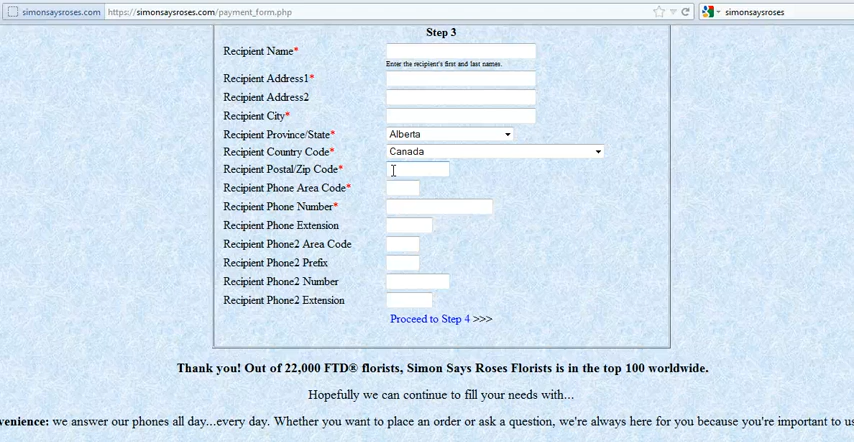 simonsaysroses.com https://simonsaysroses.com/payment_form.php simonsaysroses
Step 3
Recipient Name*
Enter the recipient's first and last names.
Recipient Address1*
Recipient Address2
Recipient City*
Recipient Province/State* Alberta
Recipient Country Code* Canada
Recipient Postal/Zip Code*
Recipient Phone Area Code*
Recipient Phone Number*
Recipient Phone Extension
Recipient Phone2 Area Code
Recipient Phone2 Prefix
Recipient Phone2 Number
Recipient Phone2 Extension
Proceed to Step 4 >>>
Thank you! Out of 22,000 FTD® florists, Simon Says Roses Florists is in the top 100 worldwide.
Hopefully we can continue to fill your needs with...
venience: we answer our phones all day...every day. Whether you want to place an order or ask a question, we're always here for you because you're important to us